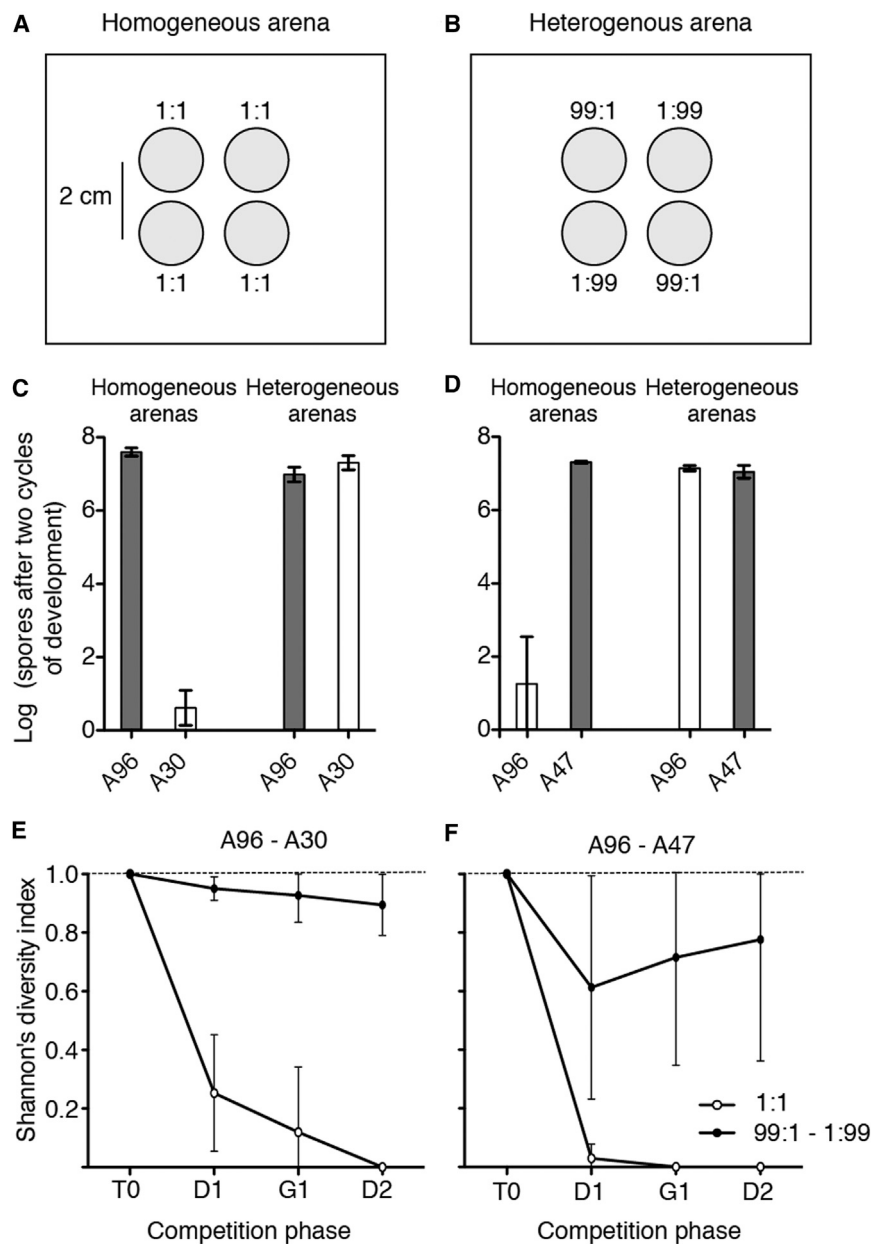 A Homogeneous arena
1:1 1:1
2 cm
1:1 1:1
B Heterogenous arena
99:1 1:99
1:99 99:1
C Homogeneous Heterogeneous
arenas arenas
Log (spores after two cycles
of development)
8
6
4
2
0
A96 A30 A96 A30
D Homogeneous Heterogeneous
arenas arenas
8
6
4
2
0
A96 A47 A96 A47
E A96 - A30
Shannon's diversity index
1.0
0.8
0.6
0.4
0.2
T0 D1 G1 D2
Competition phase
F A96 - A47
1:1
99:1 - 1:99
T0 D1 G1 D2
Competition phase